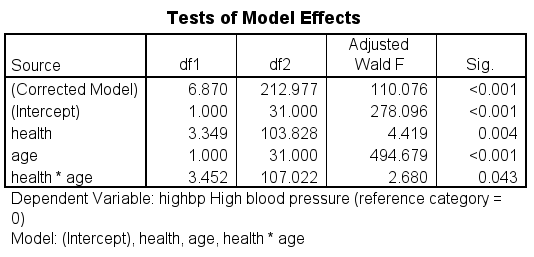 Tests of Model Effects
Source df1 df2 Adjusted Wald F Sig.
(Corrected Model) 6.870 212.977 110.076 <0.001
(Intercept) 1.000 31.000 278.096 <0.001
health 3.349 103.828 4.419 0.004
age 1.000 31.000 494.679 <0.001
health * age 3.452 107.022 2.680 0.043
Dependent Variable: highbp High blood pressure (reference category =
0)
Model: (Intercept), health, age, health * age